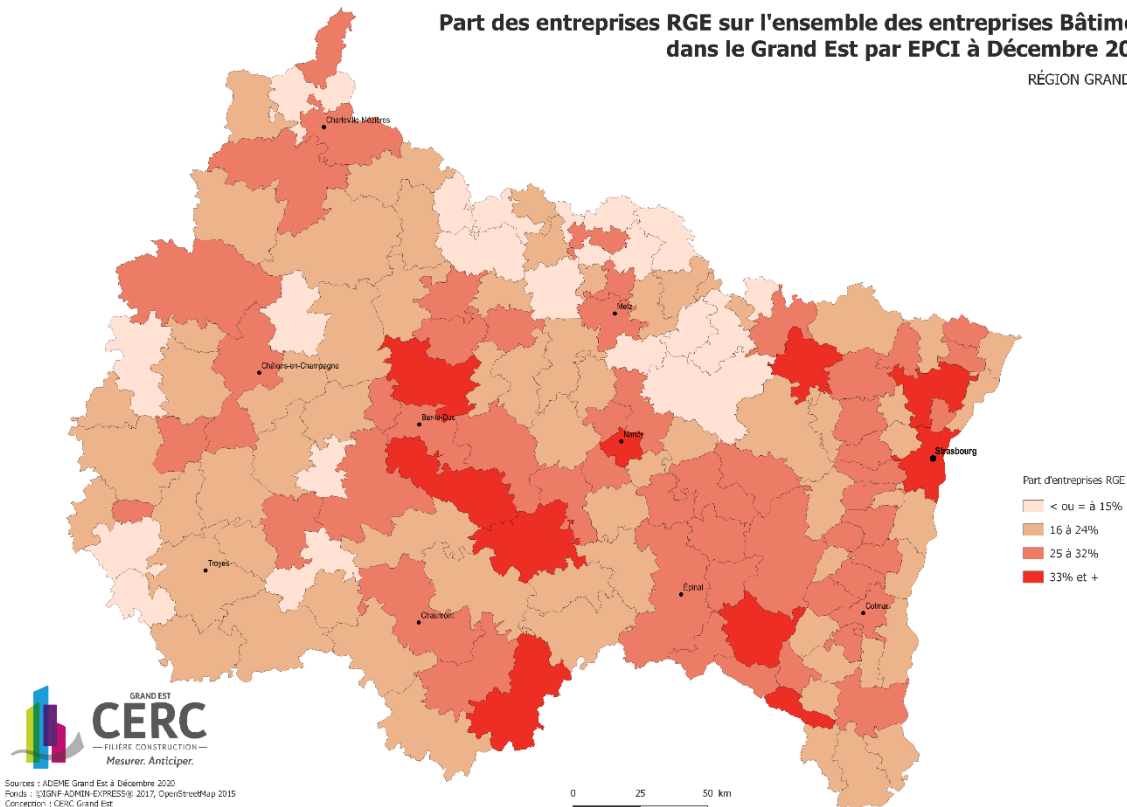 Part des entreprises RGE sur l'ensemble des entreprises Bâtime
dans le Grand Est par EPCI à Décembre 20
RÉGION GRAND
Charleville-Mézières
Metz
Châlons-en-Champagne
Bar-le-Duc
Nancy
Strasbourg
Part d'entreprises RGE
< ou = à 15%
16 à 24%
25 à 32%
33% et +
Troyes
Épinal
Chaumont
Colmar
GRAND EST
CERC
FILIÈRE CONSTRUCTION
Mesurer. Anticiper.
Sources : ADEME Grand Est à Décembre 2020
Fonds : ©IGNF-ADMIN-EXPRESS® 2017, OpenStreetMap 2015
Conception : CERC Grand Est
0 25 50 km